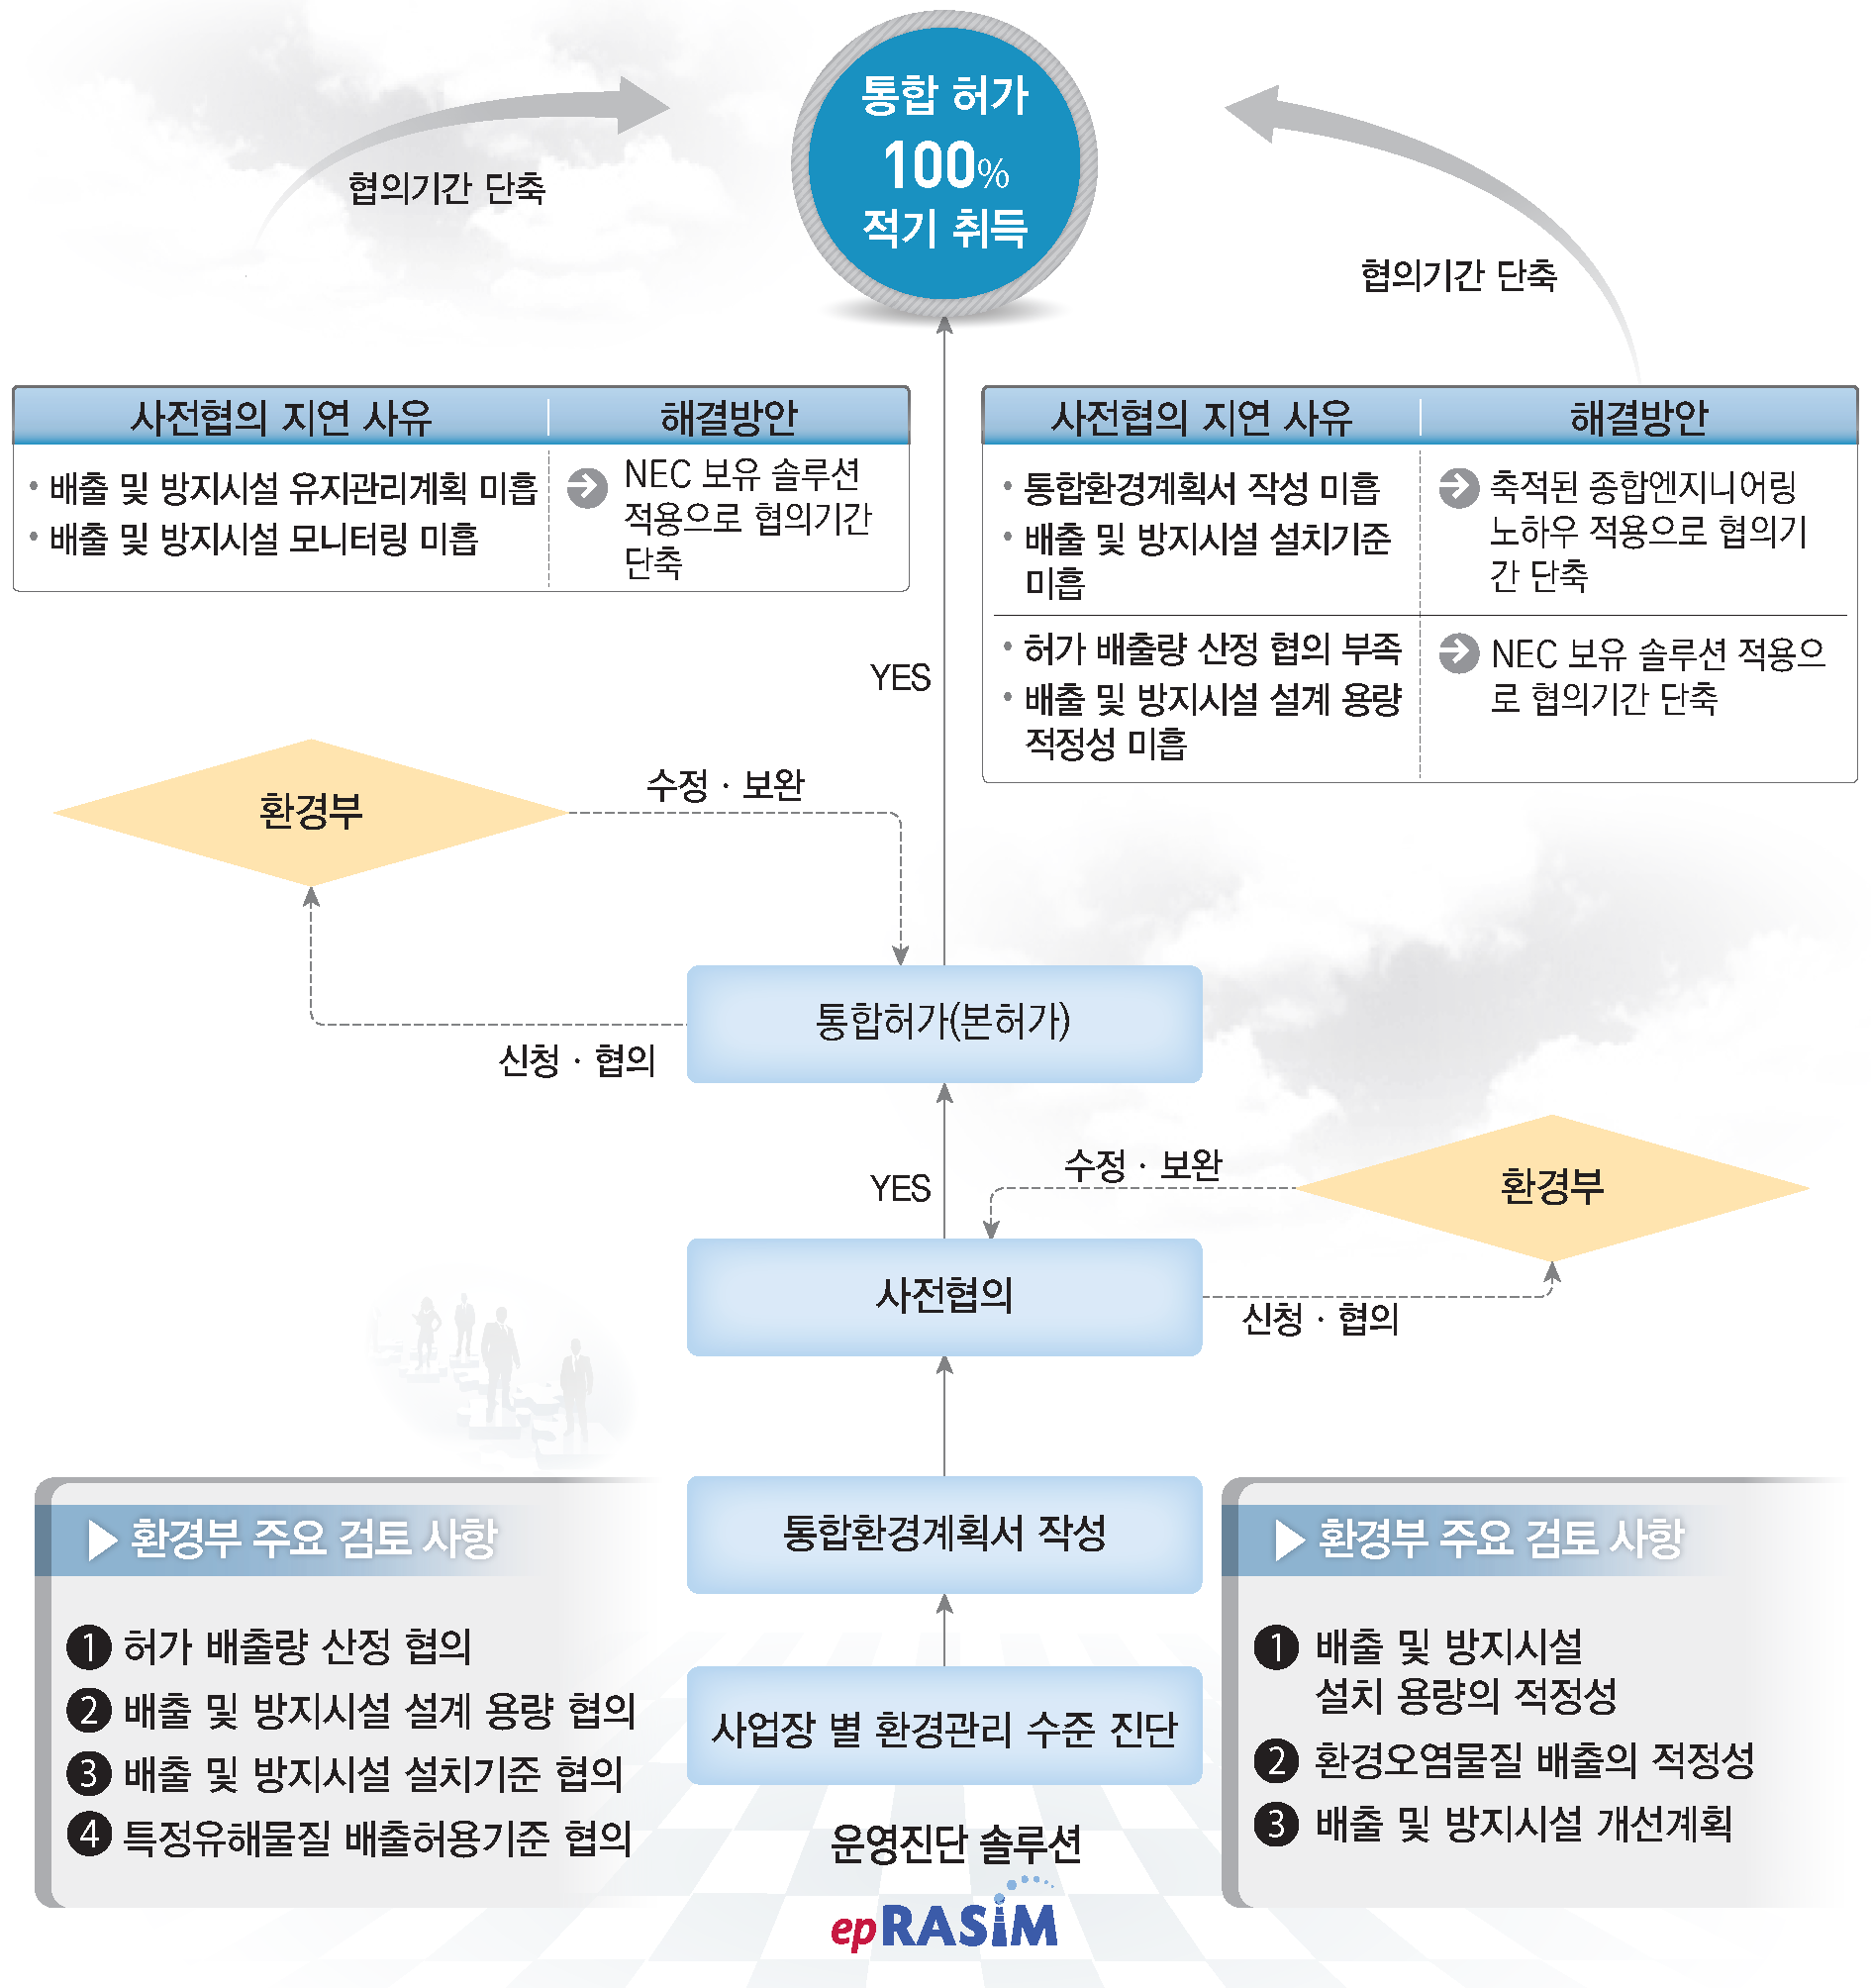 통합 허가
100%
적기 취득
협의기간 단축
협의기간 단축
사전협의 지연 사유
해결방안
• 배출 및 방지시설 유지관리계획 미흡
• 배출 및 방지시설 모니터링 미흡
NEC 보유 솔루션
적용으로 협의기간
단축
사전협의 지연 사유
해결방안
• 통합환경계획서 작성 미흡
• 배출 및 방지시설 설치기준
미흡
축적된 종합엔지니어링
노하우 적용으로 협의기
간 단축
• 허가 배출량 산정 협의 부족
• 배출 및 방지시설 설계 용량
적정성 미흡
NEC 보유 솔루션 적용으
로 협의기간 단축
YES
환경부
수정 · 보완
통합허가(본허가)
신청 · 협의
YES
수정 · 보완
환경부
사전협의
신청 · 협의
통합환경계획서 작성
사업장 별 환경관리 수준 진단
운영진단 솔루션
epRASIM
▶ 환경부 주요 검토 사항
❶ 허가 배출량 산정 협의
❷ 배출 및 방지시설 설계 용량 협의
❸ 배출 및 방지시설 설치기준 협의
❹ 특정유해물질 배출허용기준 협의
▶ 환경부 주요 검토 사항
❶ 배출 및 방지시설
설치 용량의 적정성
❷ 환경오염물질 배출의 적정성
❸ 배출 및 방지시설 개선계획